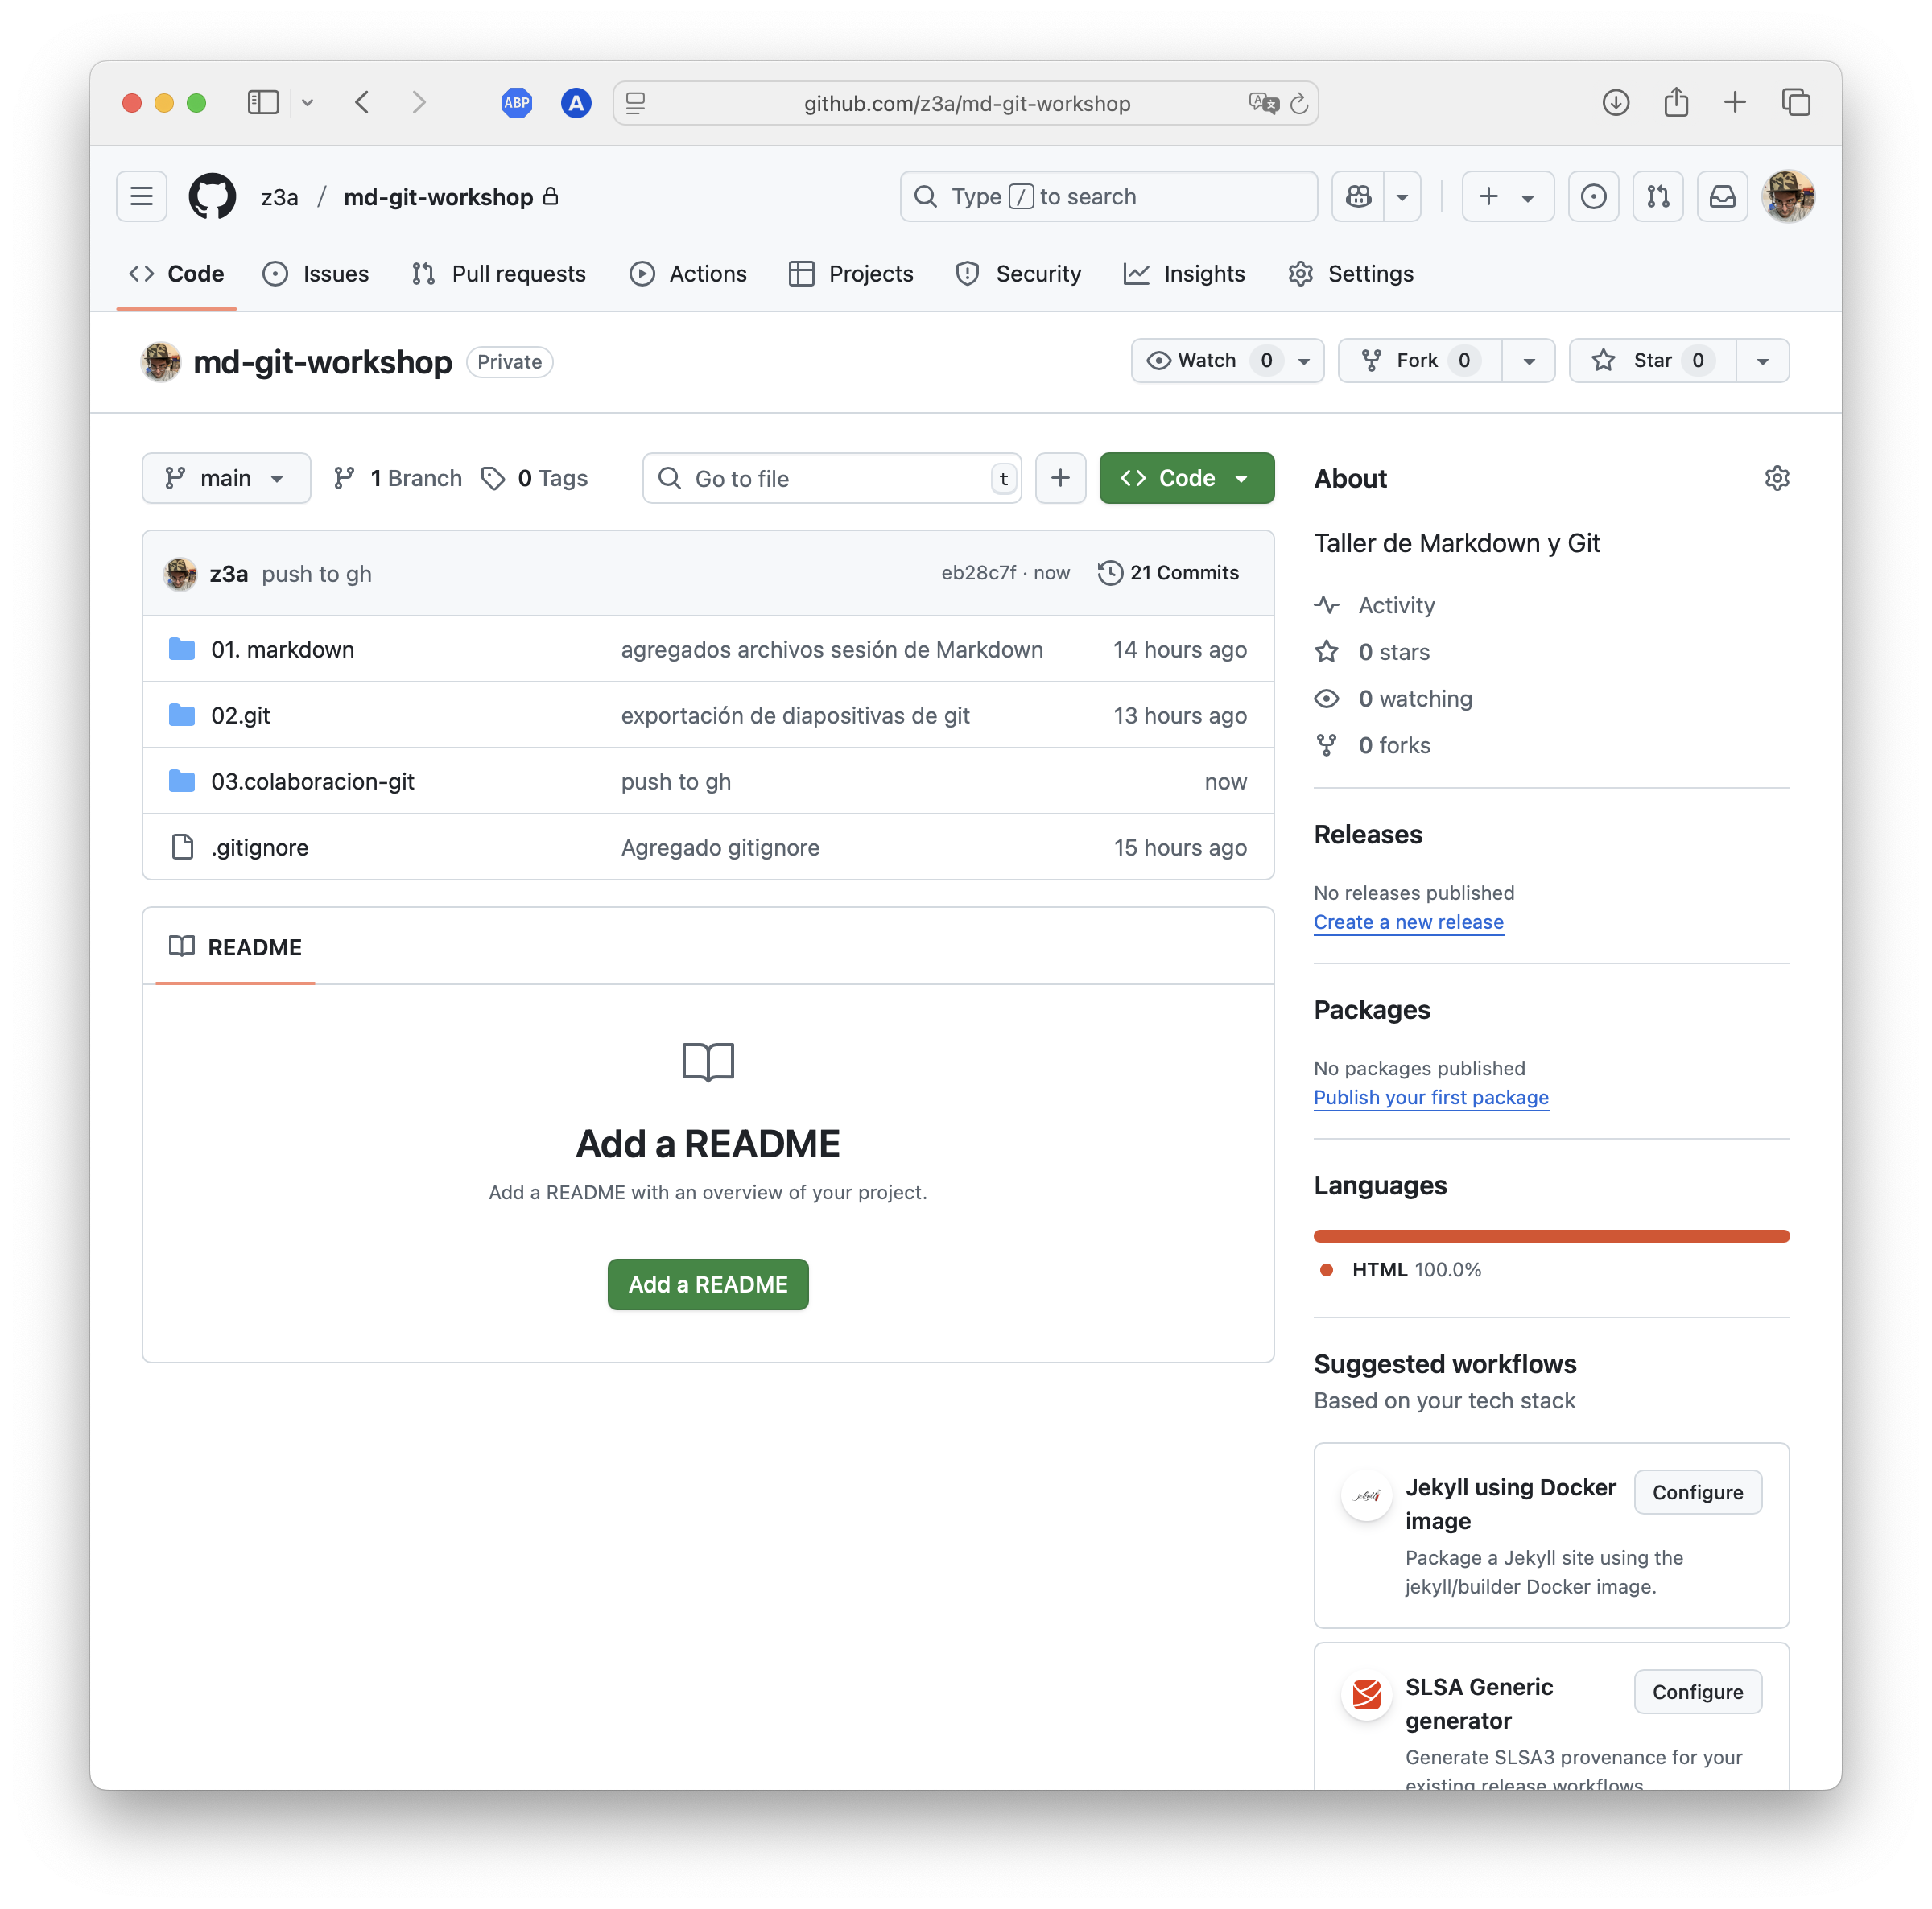 ABP A github.com/z3a/md-git-workshop
z3a / md-git-workshop Type / to search
Code Issues Pull requests Actions Projects Security Insights Settings
md-git-workshop Private Watch 0 Fork 0 Star 0
main 1 Branch 0 Tags Go to file t Code
z3a push to gh eb28c7f · now 21 Commits
01. markdown agregados archivos sesión de Markdown 14 hours ago
02.git exportación de diapositivas de git 13 hours ago
03.colaboracion-git push to gh now
.gitignore Agregado gitignore 15 hours ago
README
Add a README
Add a README with an overview of your project.
Add a README
About
Taller de Markdown y Git
Activity
0 stars
0 watching
0 forks
Releases
No releases published
Create a new release
Packages
No packages published
Publish your first package
Languages
HTML 100.0%
Suggested workflows
Based on your tech stack
Jekyll using Docker
image
Configure
Package a Jekyll site using the
jekyll/builder Docker image.
SLSA Generic
generator
Configure
Generate SLSA3 provenance for your
existing release workflows